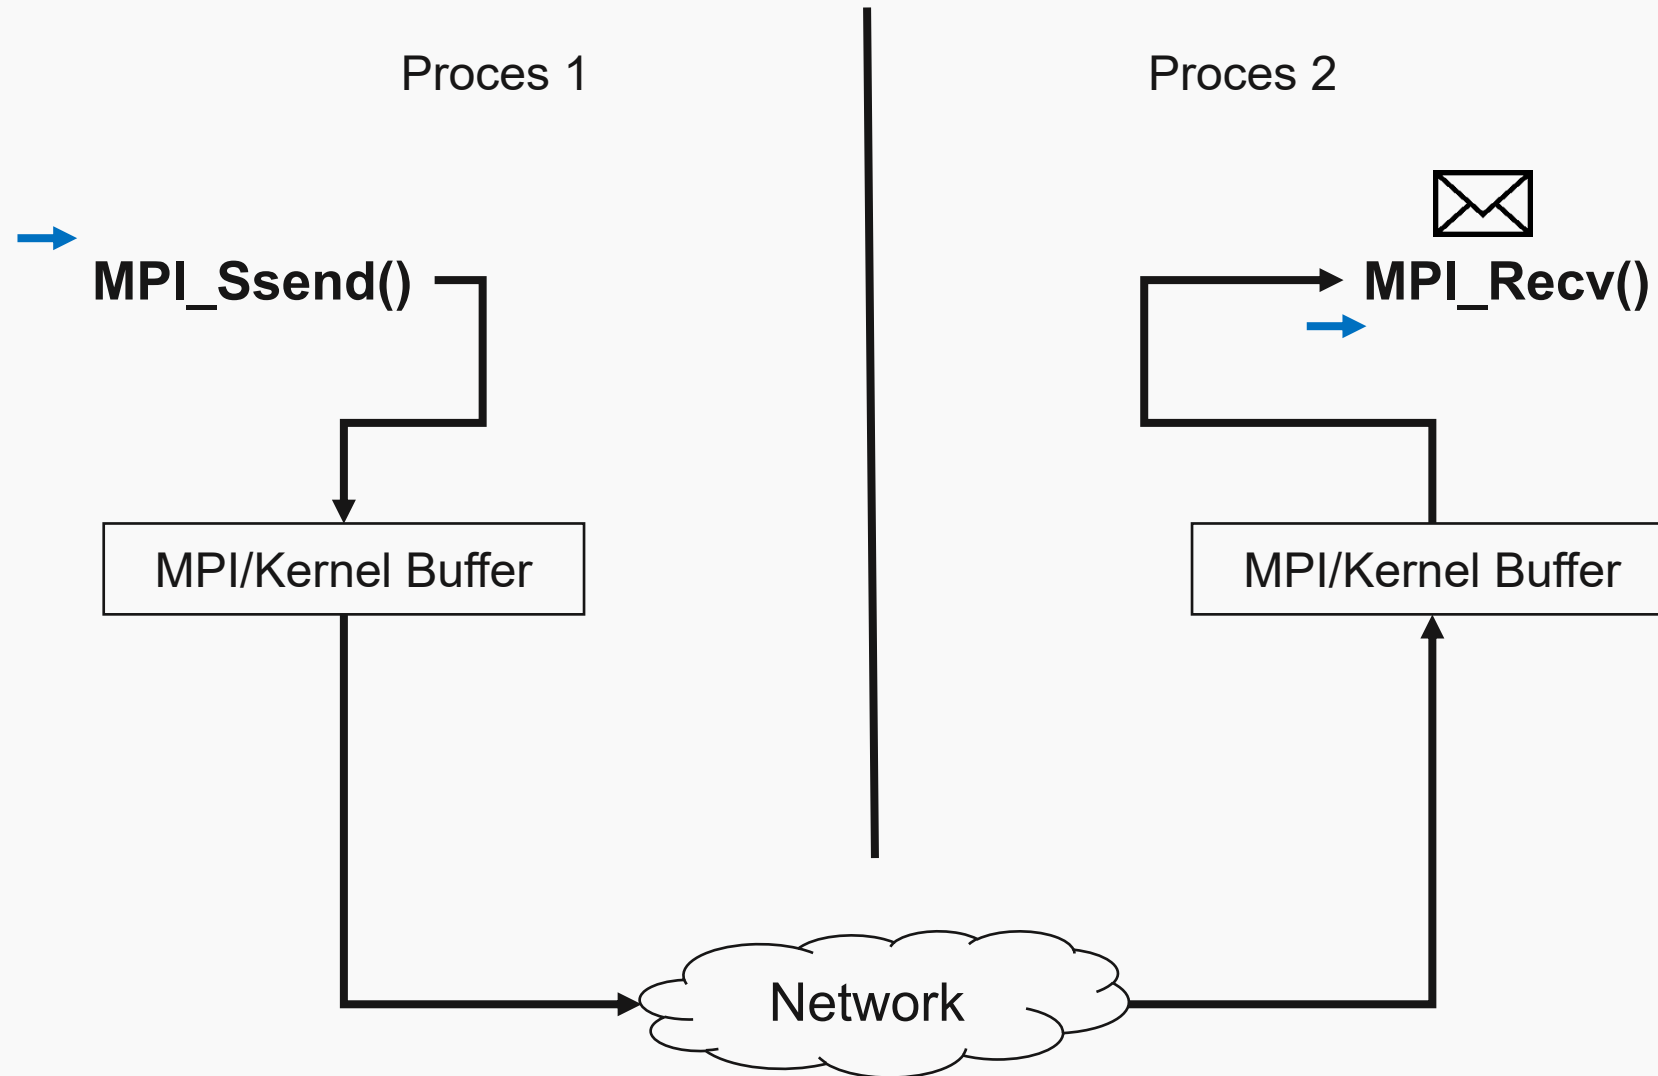 Proces 1
Proces 2
MPI_Ssend()
MPI_Recv()
MPI/Kernel Buffer
MPI/Kernel Buffer
Network